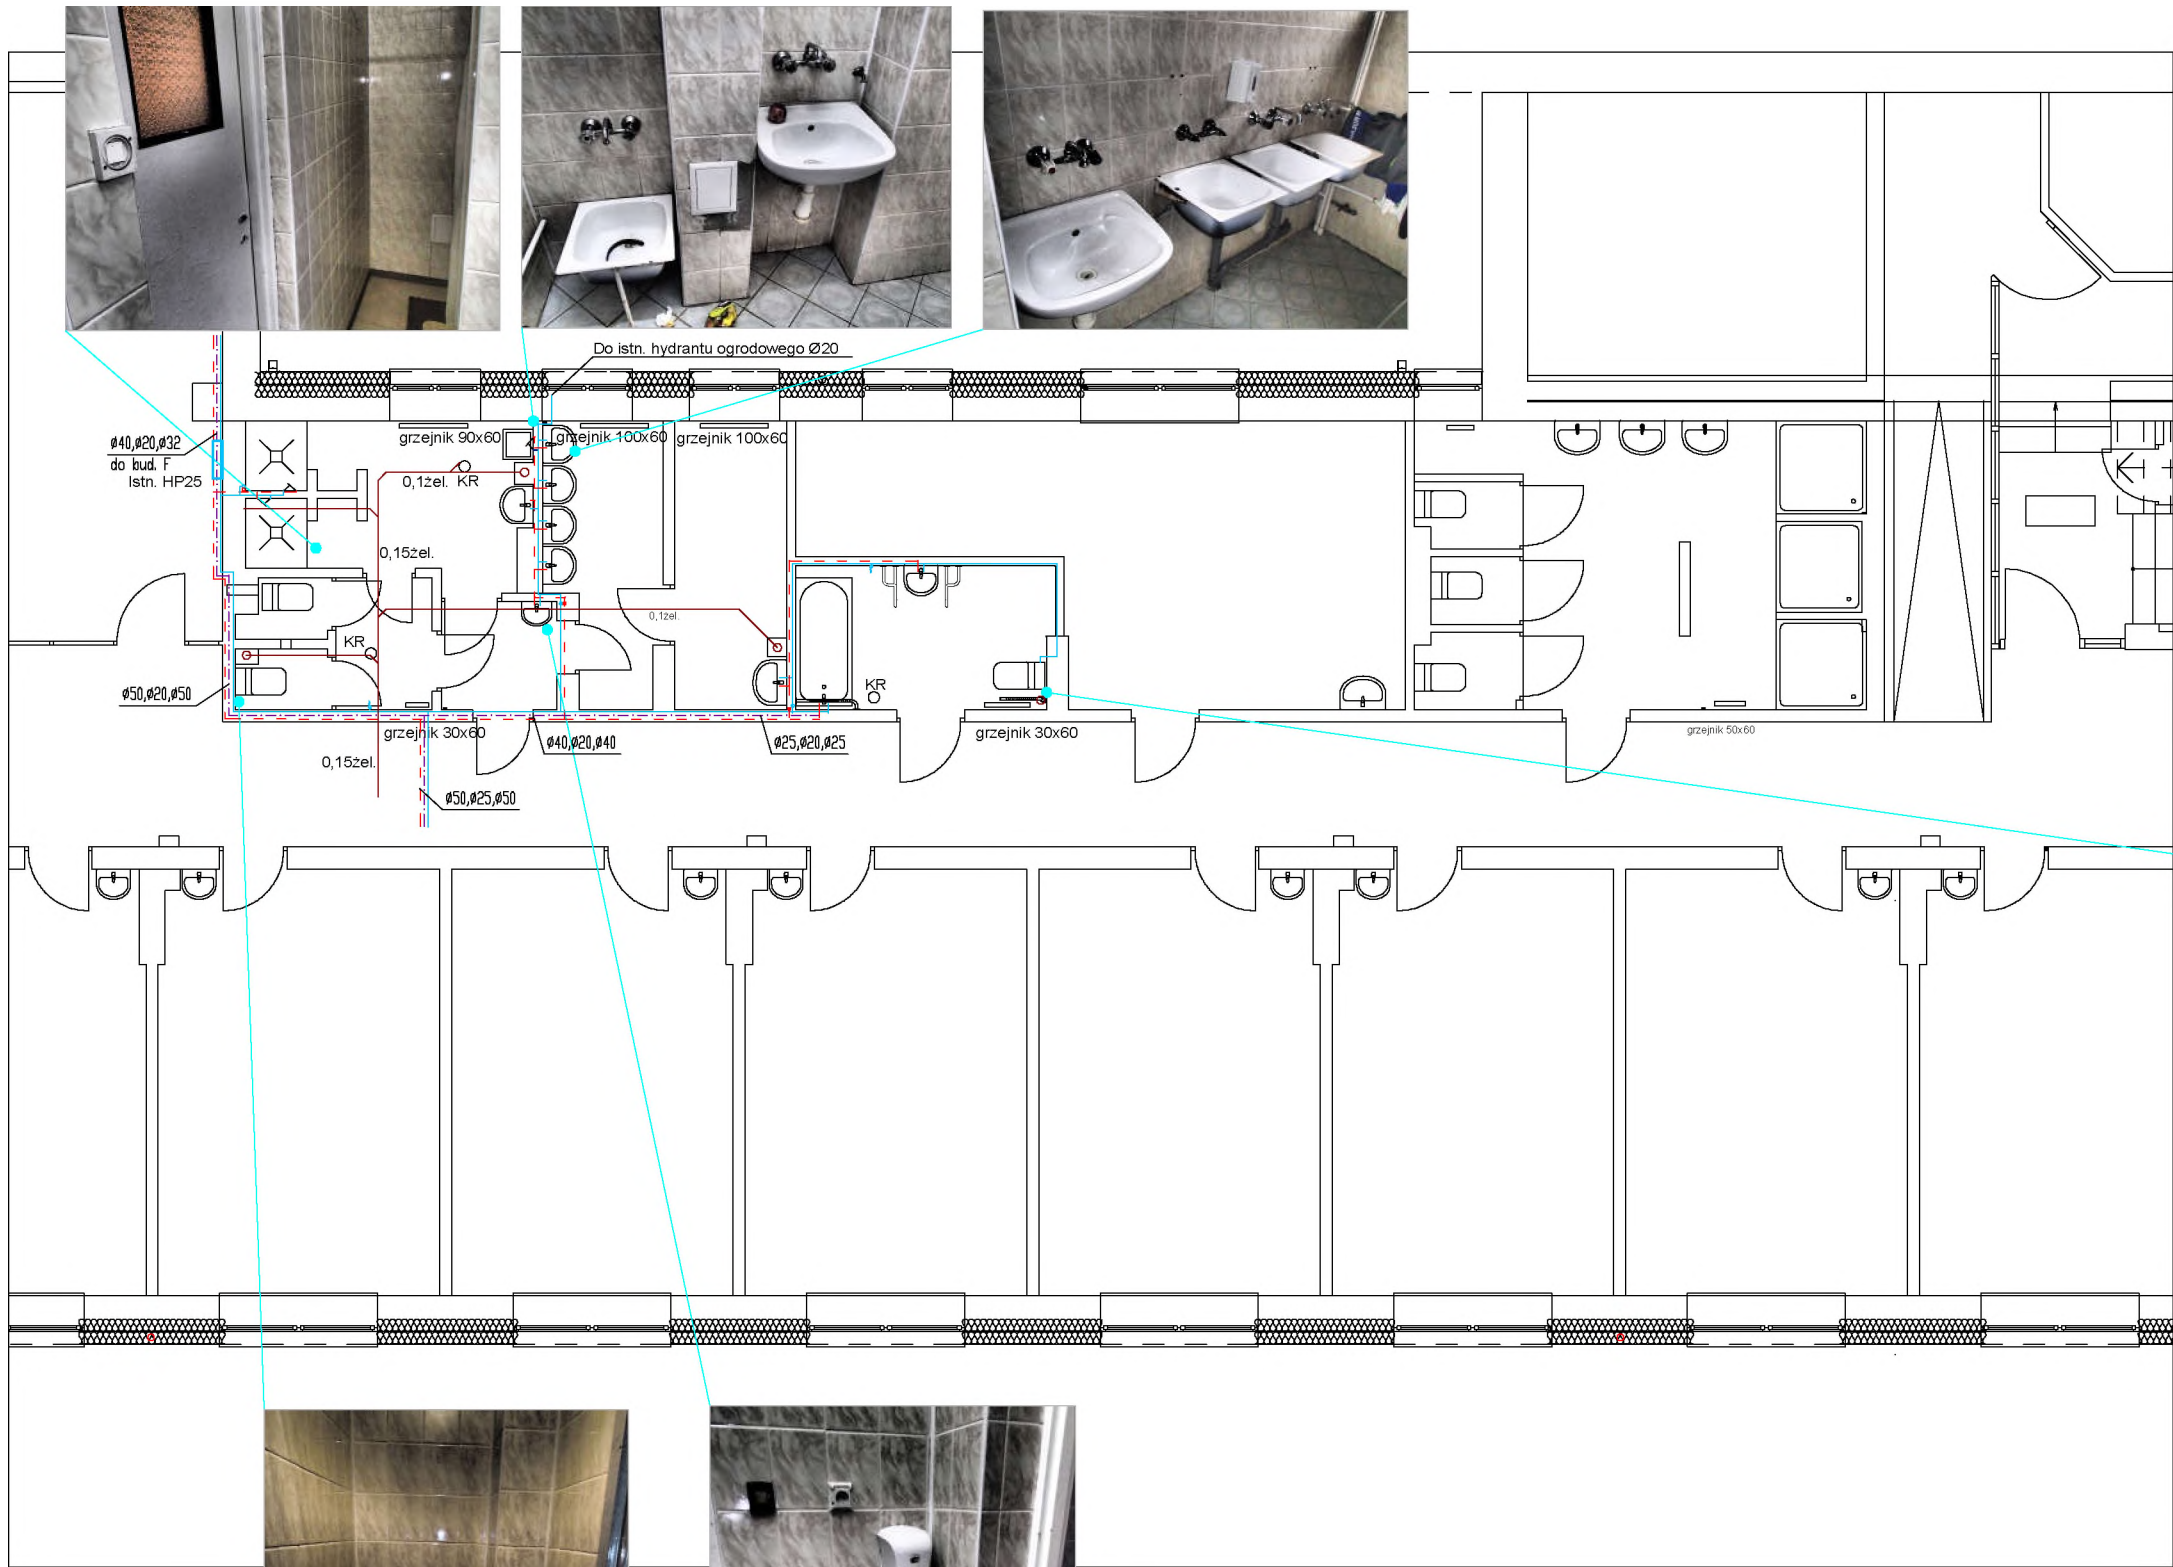 Do istn. hydrantu ogrodowego Ø20
Ø40,Ø20,Ø32
do bud. F
Istn. HP25
grzejnik 90x60
grzejnik 100x60
grzejnik 100x60
0,1żel. KR
0,15żel.
0,1żel.
KR
KR
Ø50,Ø20,Ø50
grzejnik 30x60
Ø40,Ø20,Ø40
Ø25,Ø20,Ø25
grzejnik 30x60
grzejnik 50x60
0,15żel.
Ø50,Ø25,Ø50